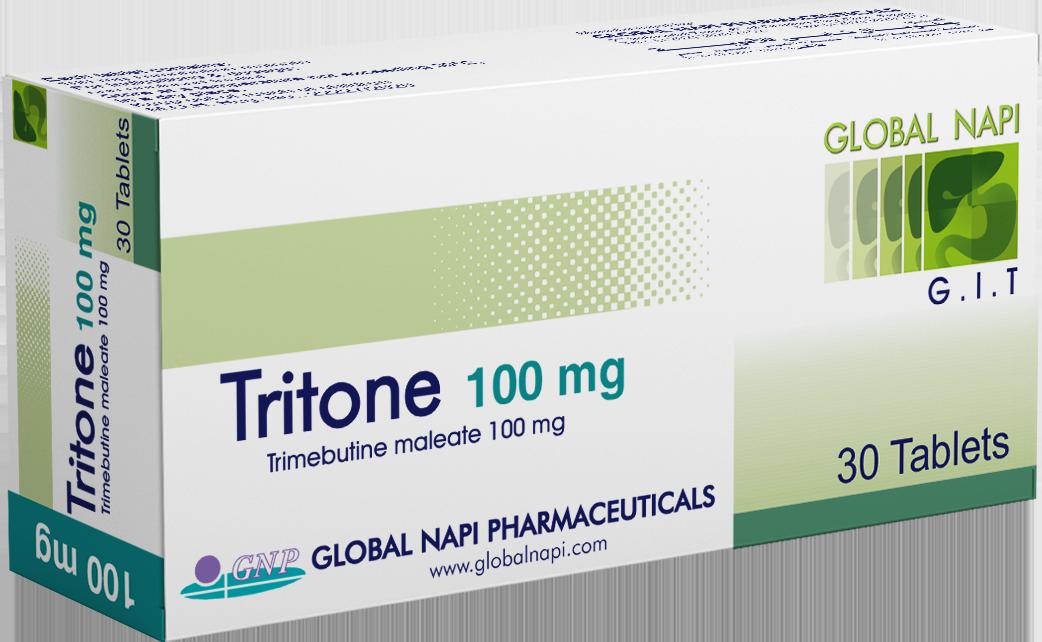 GLOBAL NAPI
G.I.T
Tritone 100 mg
Trimebutine maleate 100 mg
30 Tablets
GNP GLOBAL NAPI PHARMACEUTICALS
www.globalnapi.com
30 Tablets
Tritone 100 mg
Trimebutine maleate 100 mg
100 mg